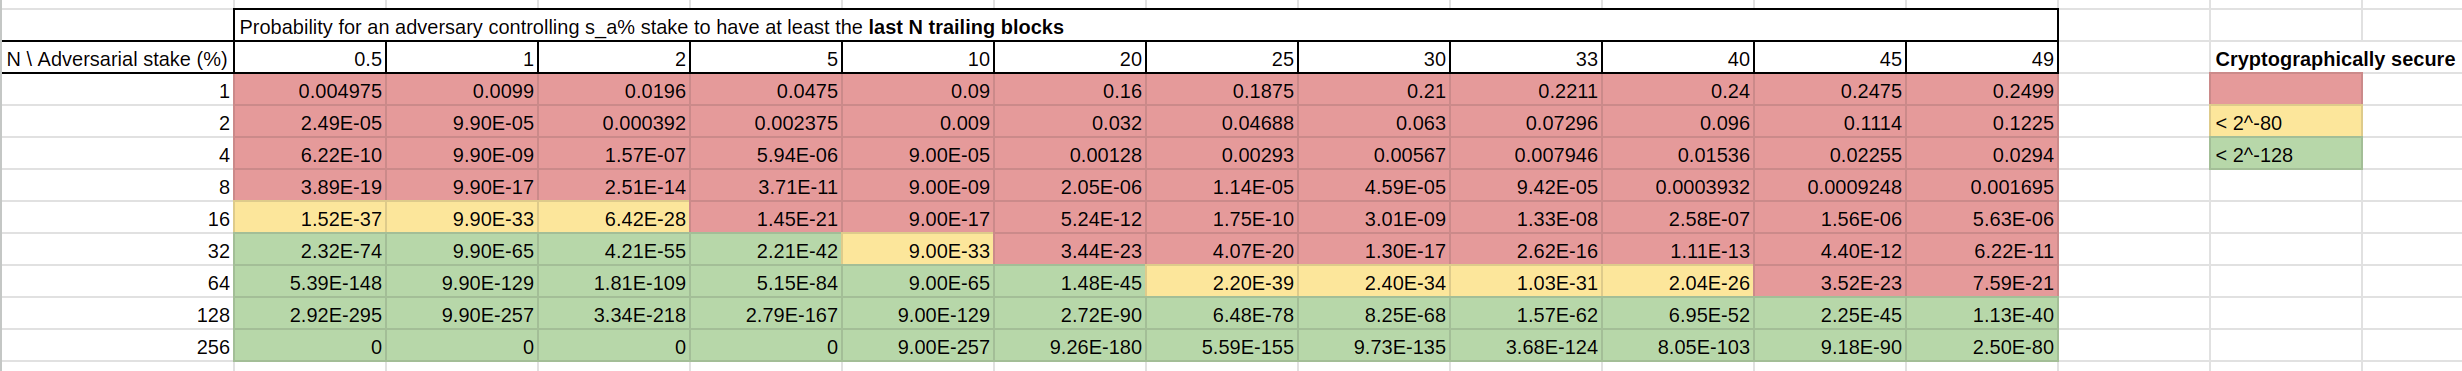 Probability for an adversary controlling s_a% stake to have at least the last N trailing blocks
N \ Adversarial stake (%) 0.5 1 2 5 10 20 25 30 33 40 45 49 Cryptographically secure
1 0.004975 0.0099 0.0196 0.0475 0.09 0.16 0.1875 0.21 0.2211 0.24 0.2475 0.2499
2 2.49E-05 9.90E-05 0.000392 0.002375 0.009 0.032 0.04688 0.063 0.07296 0.096 0.1114 0.1225 < 2^-80
4 6.22E-10 9.90E-09 1.57E-07 5.94E-06 9.00E-05 0.00128 0.00293 0.00567 0.007946 0.01536 0.02255 0.0294 < 2^-128
8 3.89E-19 9.90E-17 2.51E-14 3.71E-11 9.00E-09 2.05E-06 1.14E-05 4.59E-05 9.42E-05 0.0003932 0.0009248 0.001695
16 1.52E-37 9.90E-33 6.42E-28 1.45E-21 9.00E-17 5.24E-12 1.75E-10 3.01E-09 1.33E-08 2.58E-07 1.56E-06 5.63E-06
32 2.32E-74 9.90E-65 4.21E-55 2.21E-42 9.00E-33 3.44E-23 4.07E-20 1.30E-17 2.62E-16 1.11E-13 4.40E-12 6.22E-11
64 5.39E-148 9.90E-129 1.81E-109 5.15E-84 9.00E-65 1.48E-45 2.20E-39 2.40E-34 1.03E-31 2.04E-26 3.52E-23 7.59E-21
128 2.92E-295 9.90E-257 3.34E-218 2.79E-167 9.00E-129 2.72E-90 6.48E-78 8.25E-68 1.57E-62 6.95E-52 2.25E-45 1.13E-40
256 0 0 0 0 9.00E-257 9.26E-180 5.59E-155 9.73E-135 3.68E-124 8.05E-103 9.18E-90 2.50E-80